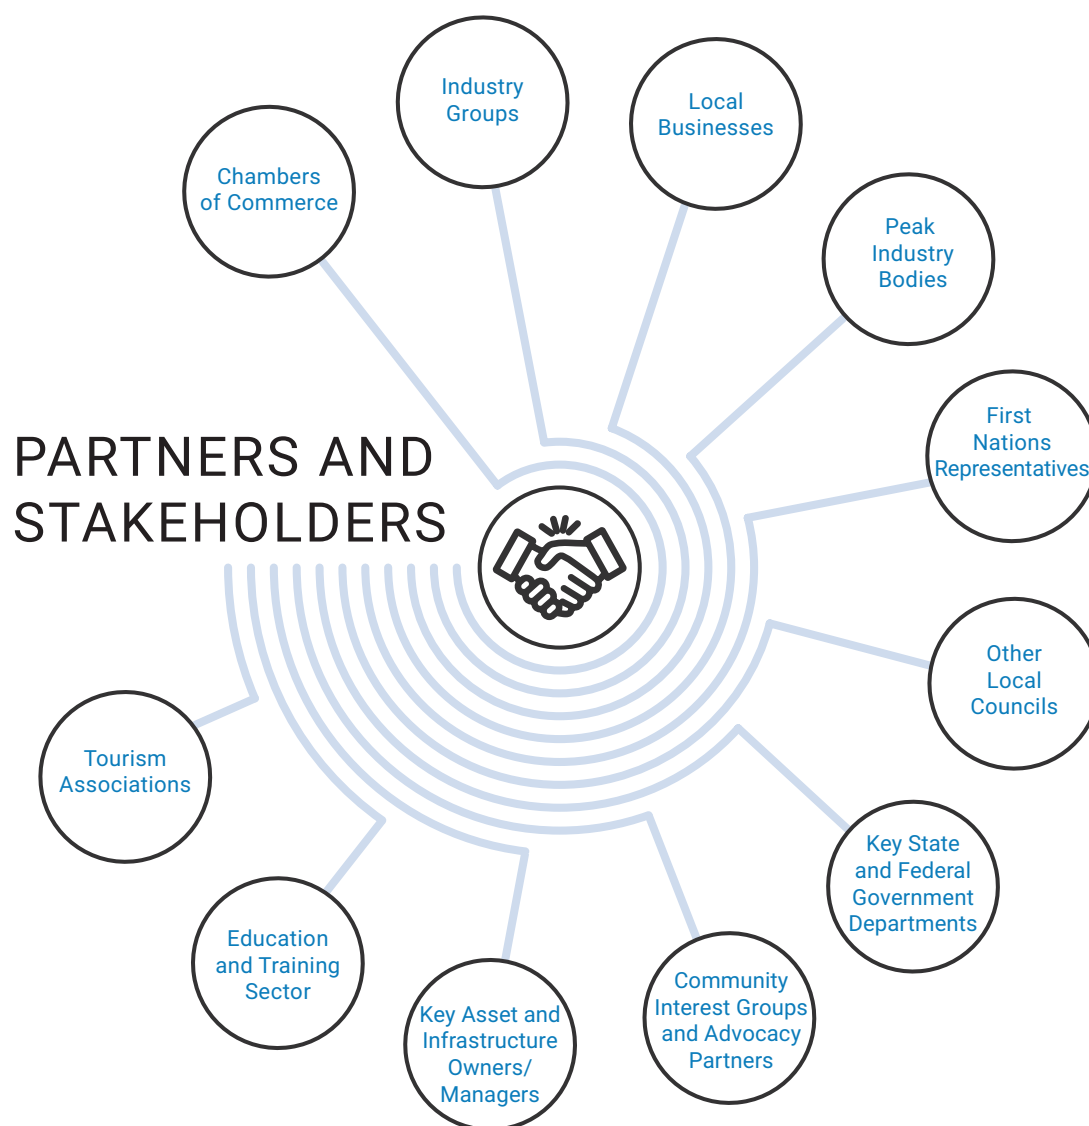 Industry
Groups
Local
Businesses
Chambers
of Commerce
Peak
Industry
Bodies
First
Nations
Representatives
PARTNERS AND
STAKEHOLDERS
Other
Local
Councils
Key State
and Federal
Government
Departments
Community
Interest Groups
and Advocacy
Partners
Key Asset and
Infrastructure
Owners/
Managers
Education
and Training
Sector
Tourism
Associations